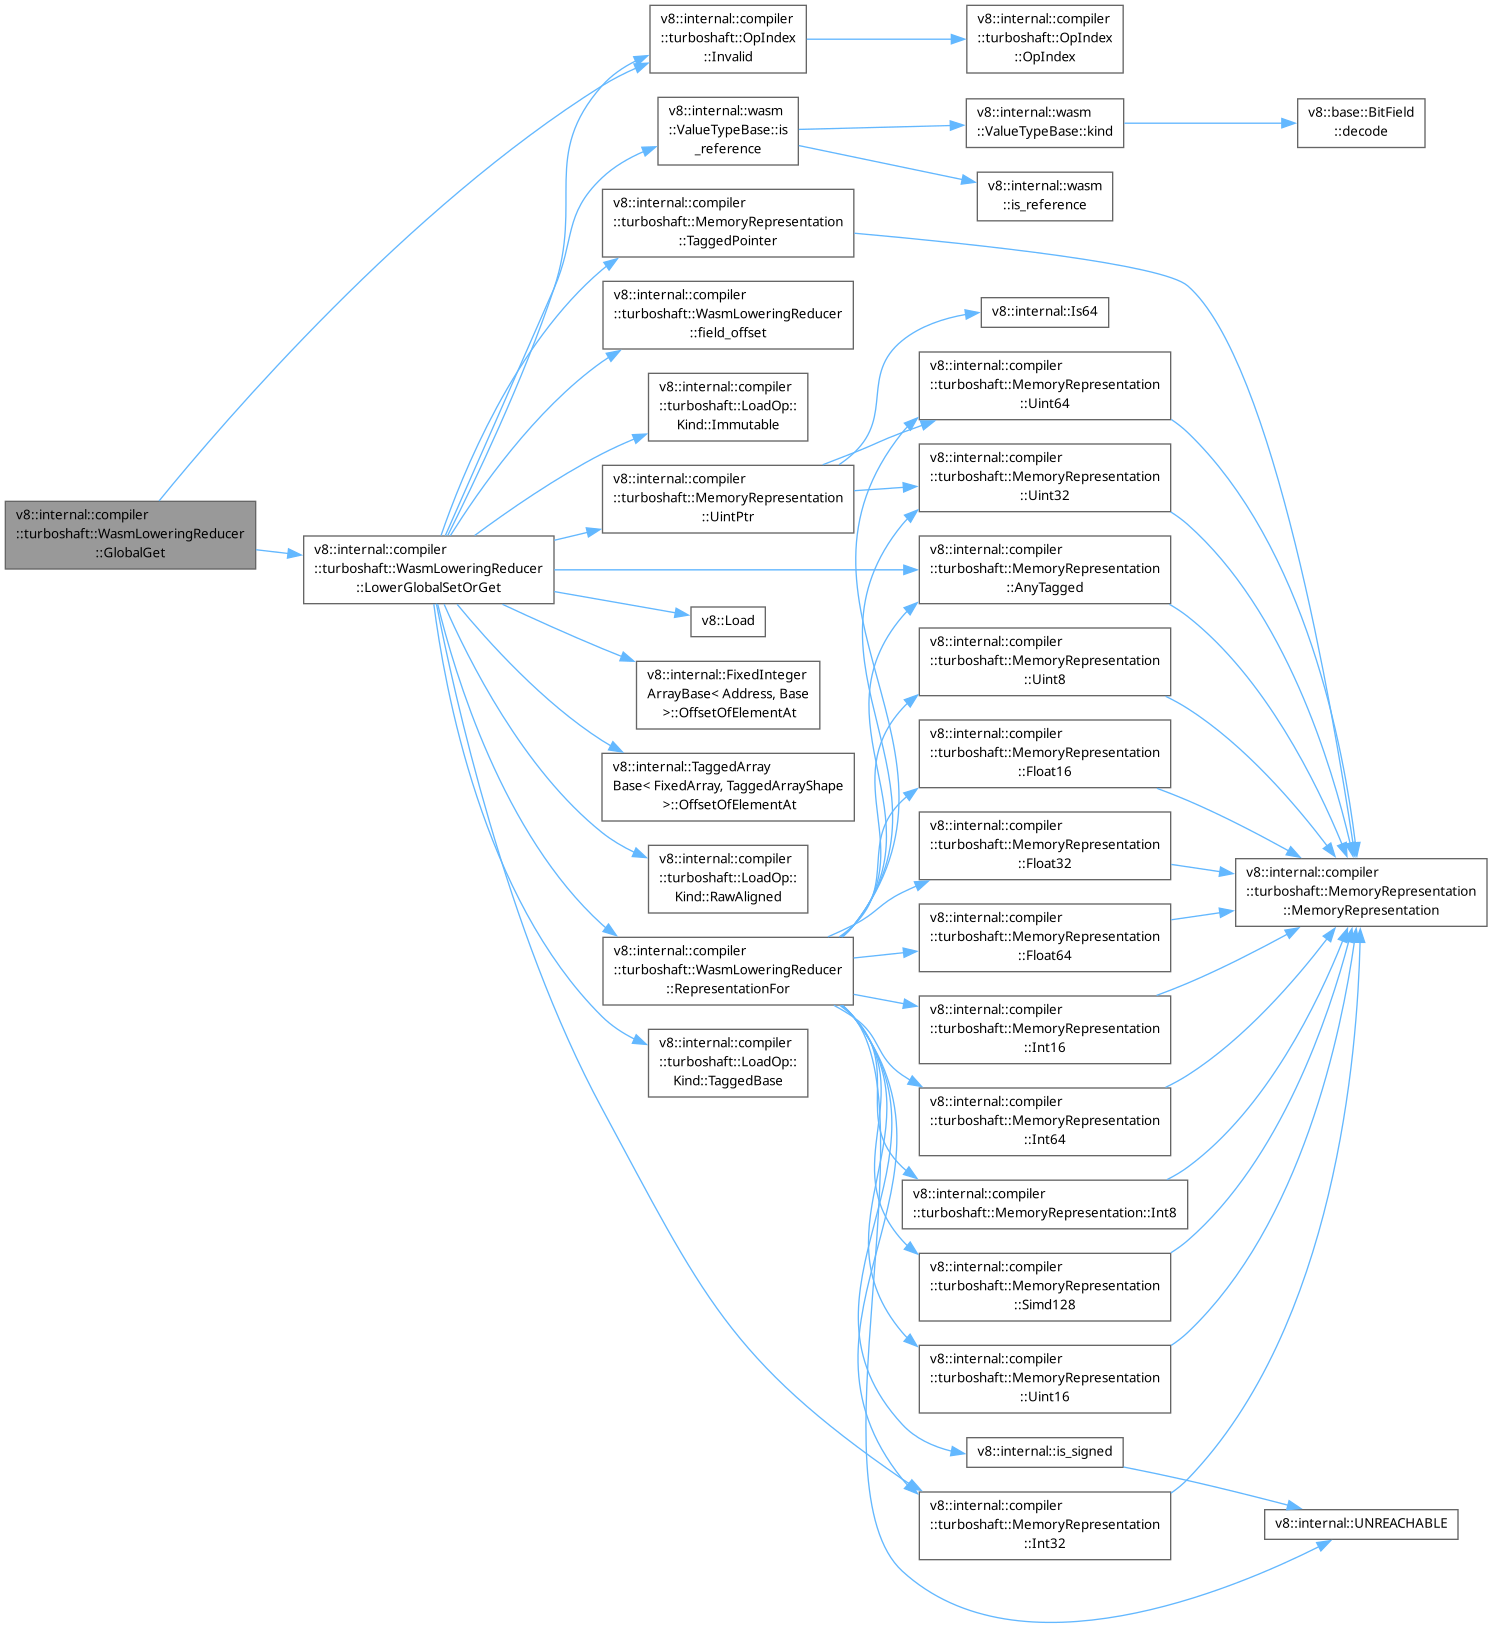 v8::internal::compiler
::turboshaft::WasmLoweringReducer
::GlobalGet
v8::internal::compiler
::turboshaft::WasmLoweringReducer
::LowerGlobalSetOrGet
v8::internal::compiler
::turboshaft::OpIndex
::Invalid
v8::internal::wasm
::ValueTypeBase::is
_reference
v8::internal::compiler
::turboshaft::MemoryRepresentation
::TaggedPointer
v8::internal::compiler
::turboshaft::WasmLoweringReducer
::field_offset
v8::internal::compiler
::turboshaft::LoadOp::
Kind::Immutable
v8::internal::compiler
::turboshaft::MemoryRepresentation
::UintPtr
v8::Load
v8::internal::FixedInteger
ArrayBase< Address, Base
>::OffsetOfElementAt
v8::internal::TaggedArray
Base< FixedArray, TaggedArrayShape
>::OffsetOfElementAt
v8::internal::compiler
::turboshaft::LoadOp::
Kind::RawAligned
v8::internal::compiler
::turboshaft::WasmLoweringReducer
::RepresentationFor
v8::internal::compiler
::turboshaft::LoadOp::
Kind::TaggedBase
v8::internal::compiler
::turboshaft::OpIndex
::OpIndex
v8::internal::wasm
::ValueTypeBase::kind
v8::internal::wasm
::is_reference
v8::internal::Is64
v8::internal::compiler
::turboshaft::MemoryRepresentation
::Uint64
v8::internal::compiler
::turboshaft::MemoryRepresentation
::Uint32
v8::internal::compiler
::turboshaft::MemoryRepresentation
::AnyTagged
v8::internal::compiler
::turboshaft::MemoryRepresentation
::Uint8
v8::internal::compiler
::turboshaft::MemoryRepresentation
::Float16
v8::internal::compiler
::turboshaft::MemoryRepresentation
::Float32
v8::internal::compiler
::turboshaft::MemoryRepresentation
::Float64
v8::internal::compiler
::turboshaft::MemoryRepresentation
::Int16
v8::internal::compiler
::turboshaft::MemoryRepresentation
::Int64
v8::internal::compiler
::turboshaft::MemoryRepresentation::Int8
v8::internal::compiler
::turboshaft::MemoryRepresentation
::Simd128
v8::internal::compiler
::turboshaft::MemoryRepresentation
::Uint16
v8::internal::is_signed
v8::internal::compiler
::turboshaft::MemoryRepresentation
::Int32
v8::base::BitField
::decode
v8::internal::compiler
::turboshaft::MemoryRepresentation
::MemoryRepresentation
v8::internal::UNREACHABLE